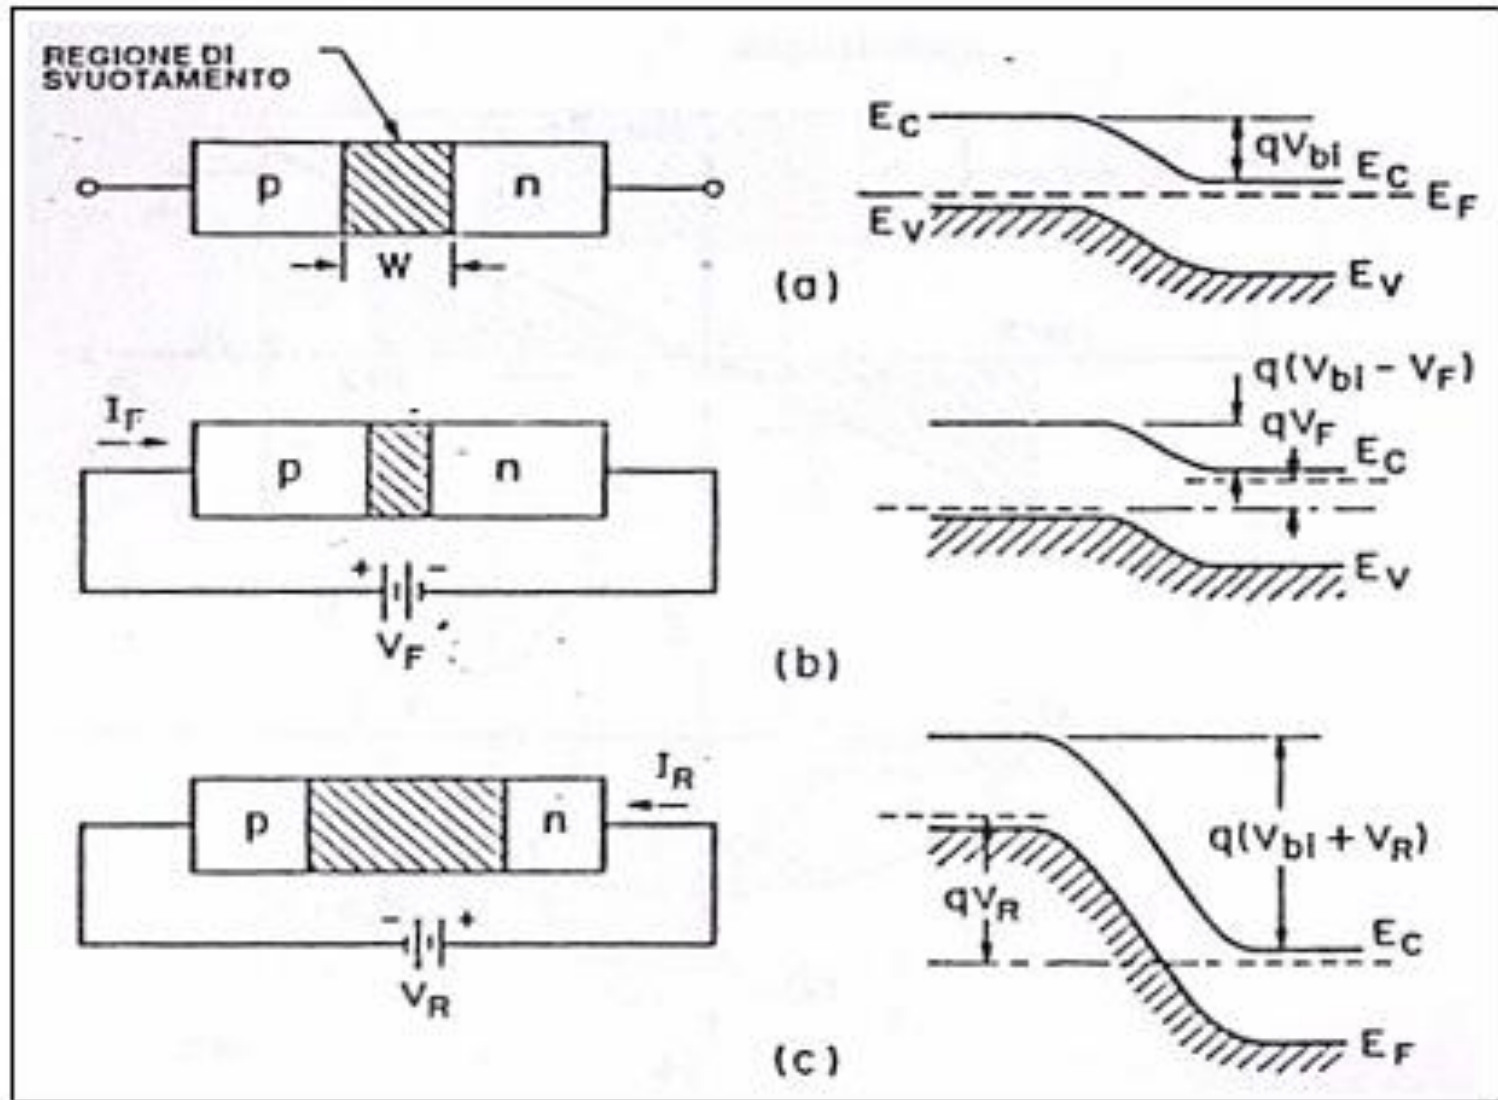 REGIONE DI
SVUOTAMENTO
p
n
W
E_C
qV_bi
E_C
E_F
E_V
E_V
(a)
I_F
p
n
+ -
V_F
q(V_bi - V_F)
qV_F
E_C
E_V
(b)
I_R
p
n
- +
V_R
q(V_bi + V_R)
qV_R
E_C
E_F
(c)